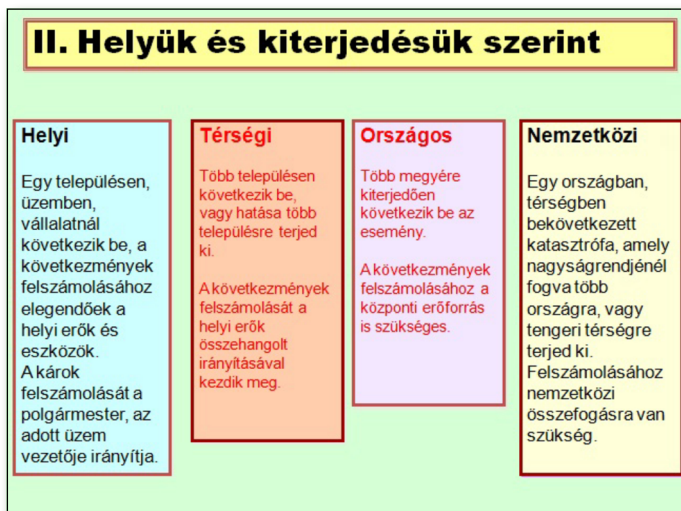 II. Helyük és kiterjedésük szerint
Helyi
Egy településen,
üzemben,
vállalatnál
következik be, a
következmények
felszámolásához
elegendőek a
helyi erők és
eszközök.
A károk
felszámolását a
polgármester, az
adott üzem
vezetője irányítja.
Térségi
Több településen
következik be,
vagy hatása több
településre terjed
ki.
A következmények
felszámolását a
helyi erők
összehangolt
irányításával
kezdik meg.
Országos
Több megyére
kiterjedően
következik be az
esemény.
A következmények
felszámolásához a
központi erõforrás
is szükséges.
Nemzetközi
Egy országban,
térségben
bekövetkezett
katasztrófa, amely
nagyságrendjénél
fogva több
országra, vagy
tengeri térségre
terjed ki.
Felszámolásához
nemzetközi
összefogásra van
szükség.